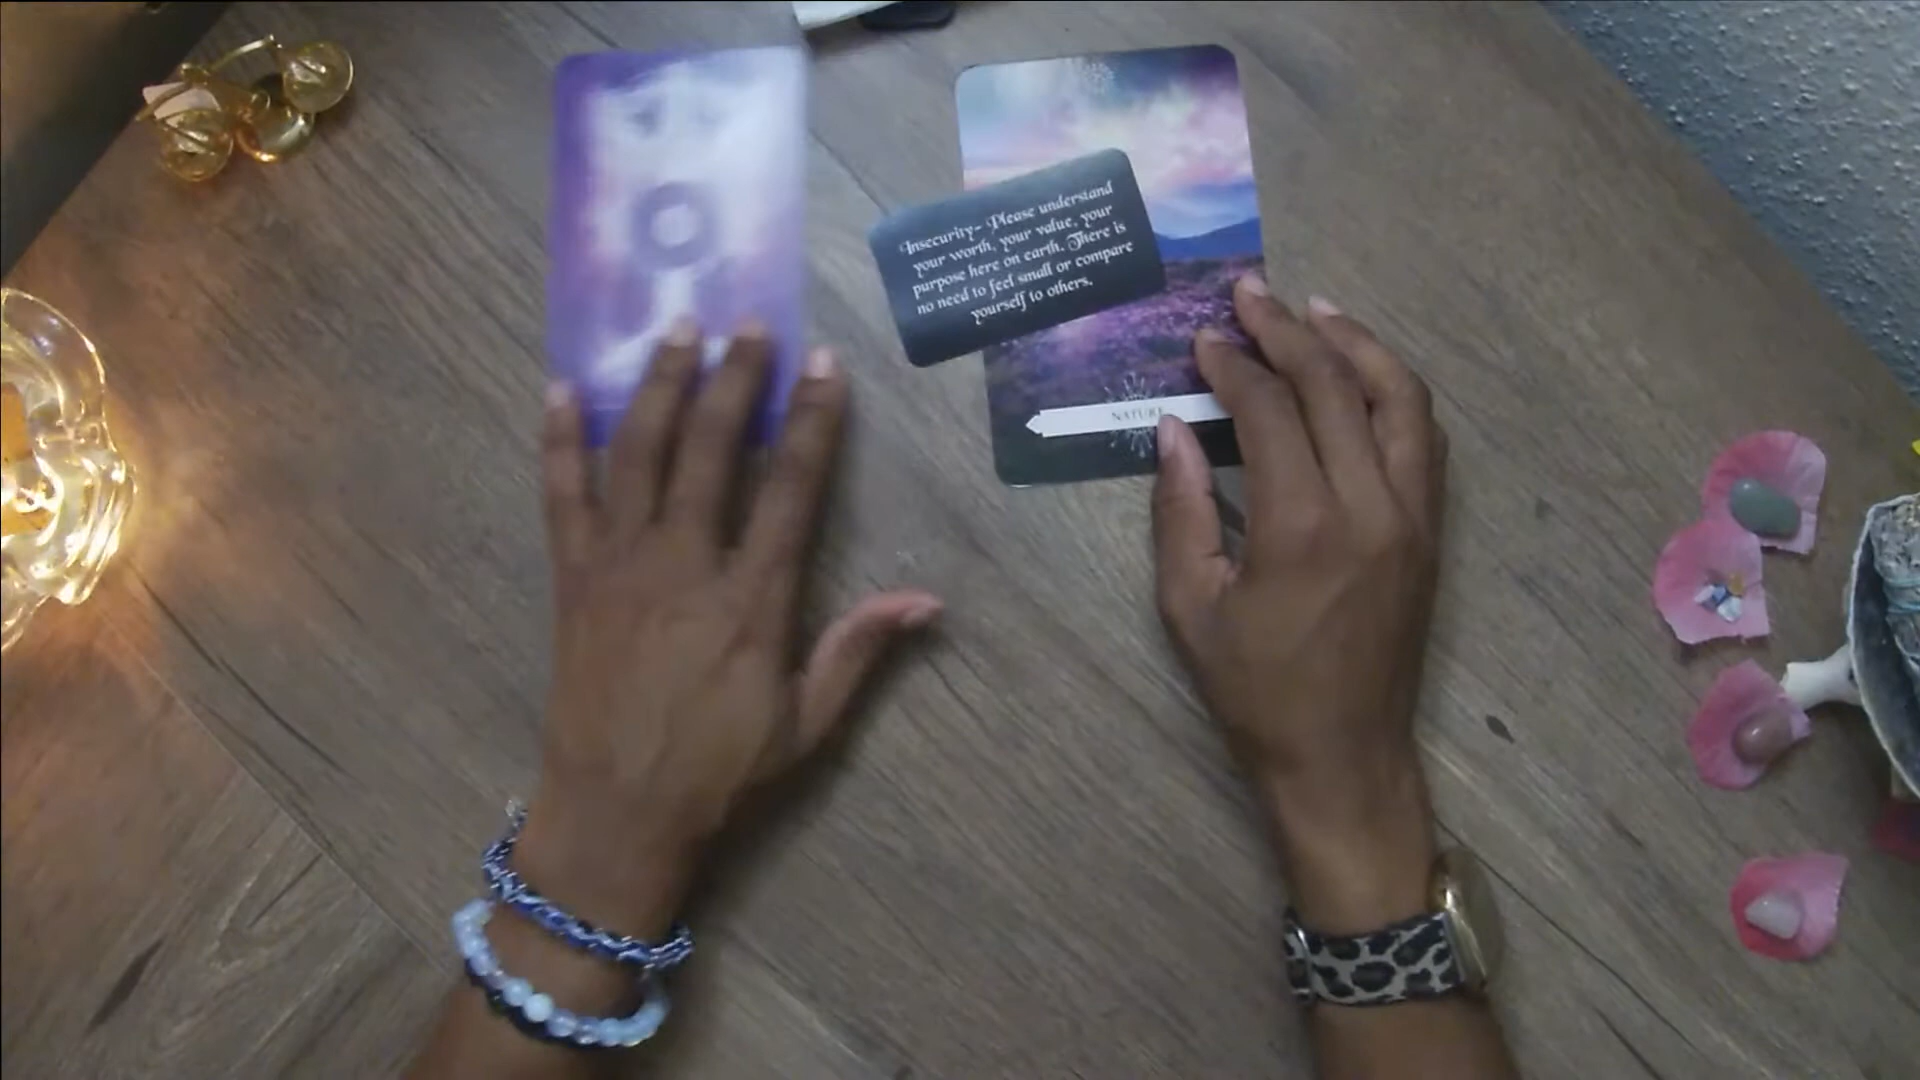 Insecurity- Please understand
your worth, your value, your
purpose here on earth. There is
no need to feel small or compare
yourself to others.
NATURE